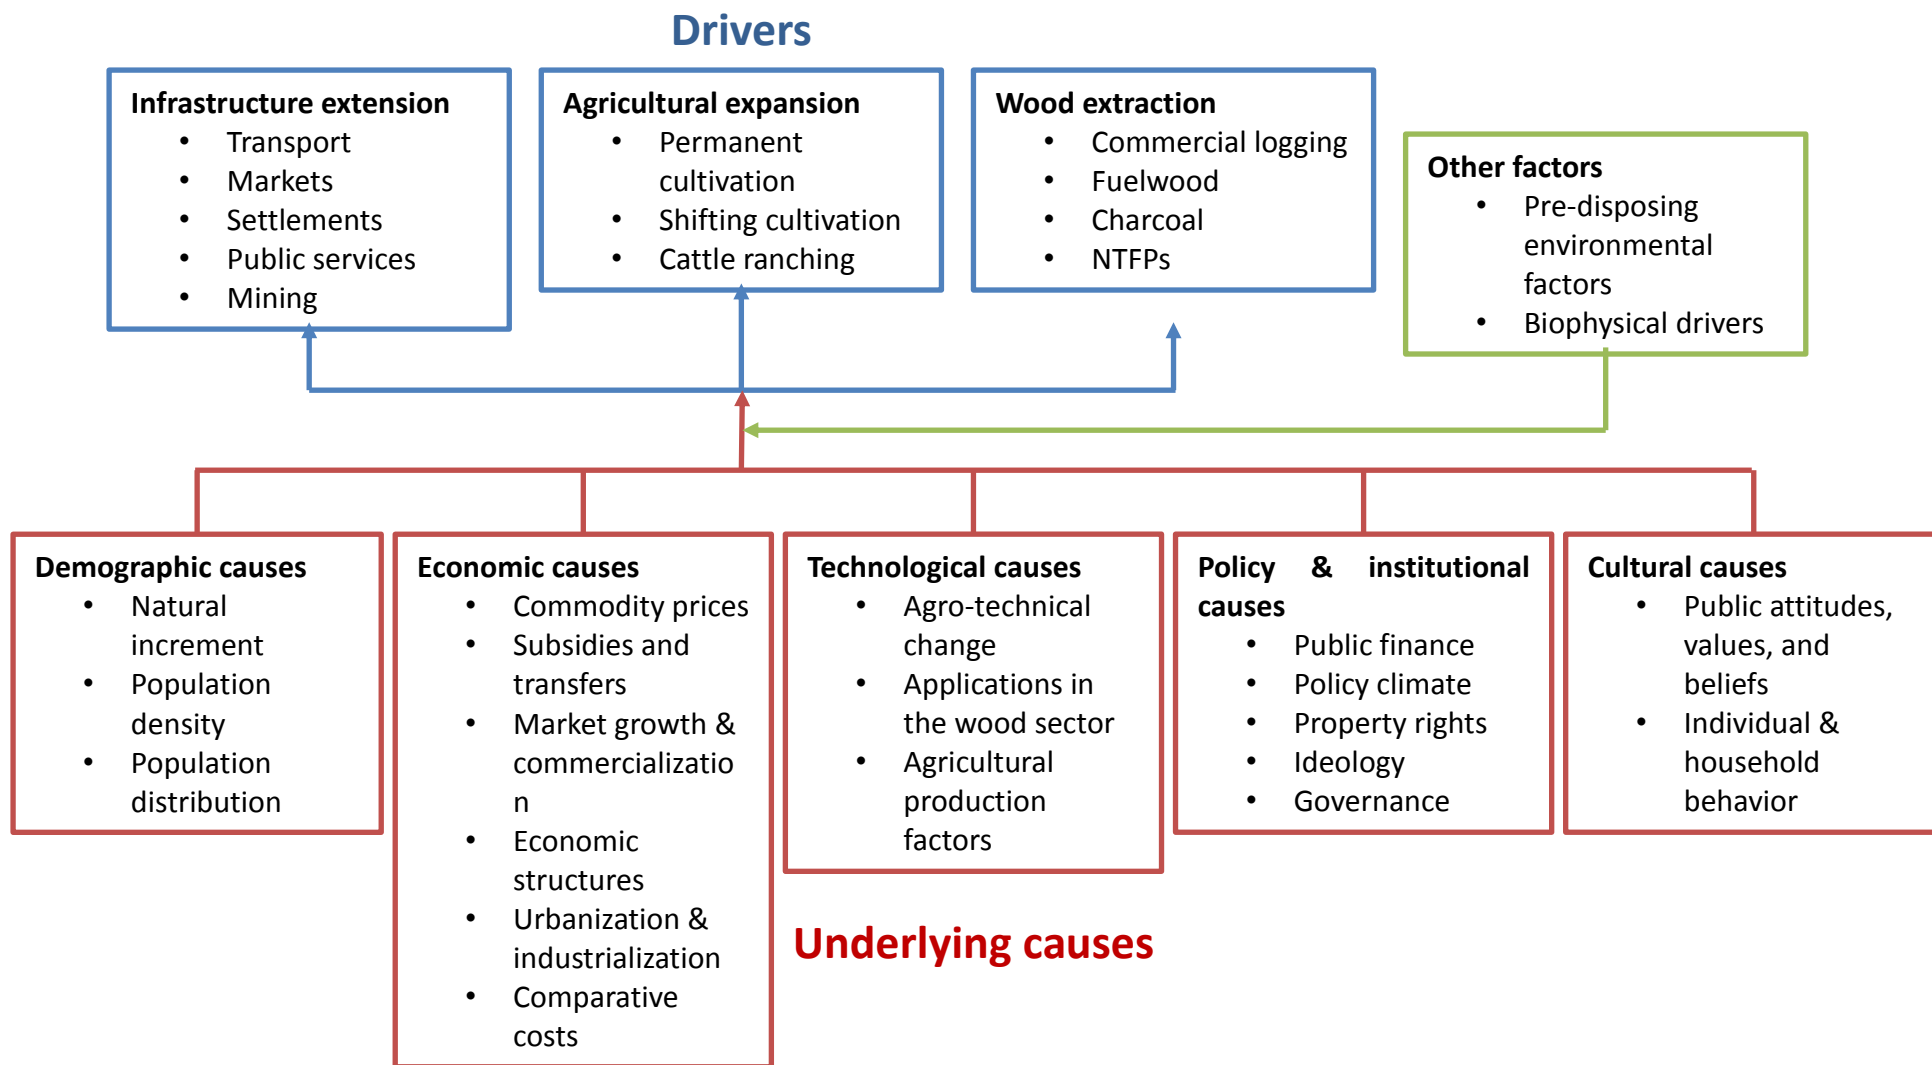 Drivers
Infrastructure extension
• Transport
• Markets
• Settlements
• Public services
• Mining
Agricultural expansion
• Permanent
cultivation
• Shifting cultivation
• Cattle ranching
Wood extraction
• Commercial logging
• Fuelwood
• Charcoal
• NTFPs
Other factors
• Pre-disposing
environmental
factors
• Biophysical drivers
Demographic causes
• Natural
increment
• Population
density
• Population
distribution
Economic causes
• Commodity prices
• Subsidies and
transfers
• Market growth &
commercializatio
n
• Economic
structures
• Urbanization &
industrialization
• Comparative
costs
Technological causes
• Agro-technical
change
• Applications in
the wood sector
• Agricultural
production
factors
Policy & institutional
causes
• Public finance
• Policy climate
• Property rights
• Ideology
• Governance
Cultural causes
• Public attitudes,
values, and
beliefs
• Individual &
household
behavior
Underlying causes